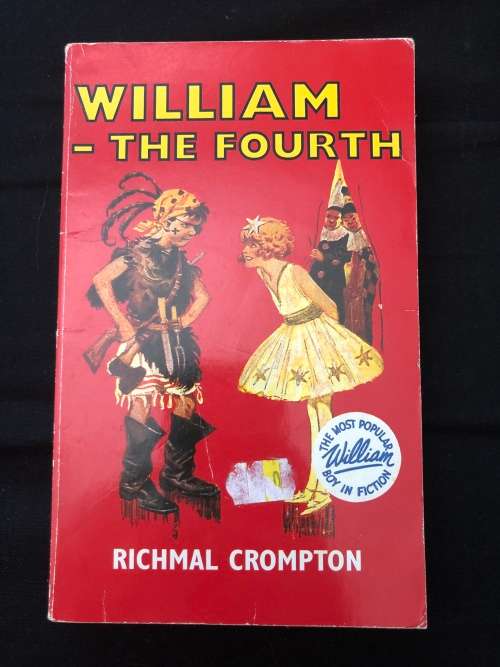 WILLIAM
- THE FOURTH
THE MOST POPULAR
William
BOY IN FICTION
RICHMAL CROMPTON